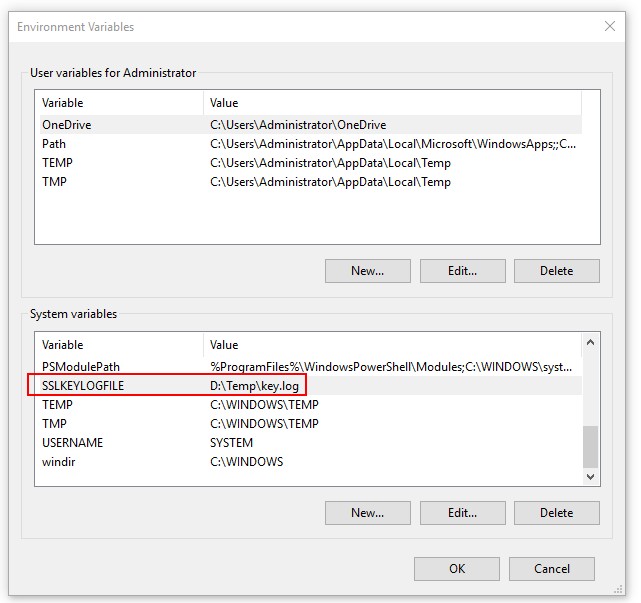 Environment Variables
User variables for Administrator
Variable Value
OneDrive C:\Users\Administrator\OneDrive
Path C:\Users\Administrator\AppData\Local\Microsoft\WindowsApps;;C...
TEMP C:\Users\Administrator\AppData\Local\Temp
TMP C:\Users\Administrator\AppData\Local\Temp
New... Edit... Delete
System variables
Variable Value
PSModulePath %ProgramFiles%\WindowsPowerShell\Modules;C:\WINDOWS\syst...
SSLKEYLOGFILE D:\Temp\key.log
TEMP C:\WINDOWS\TEMP
TMP C:\WINDOWS\TEMP
USERNAME SYSTEM
windir C:\WINDOWS
New... Edit... Delete
OK Cancel